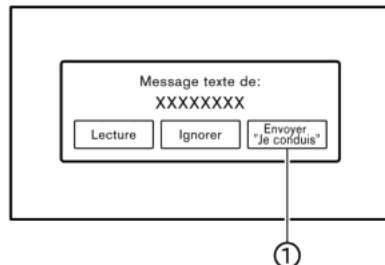 Message texte de:
XXXXXXXX
Lecture
Ignorer
Envoyer
"Je conduis"
①